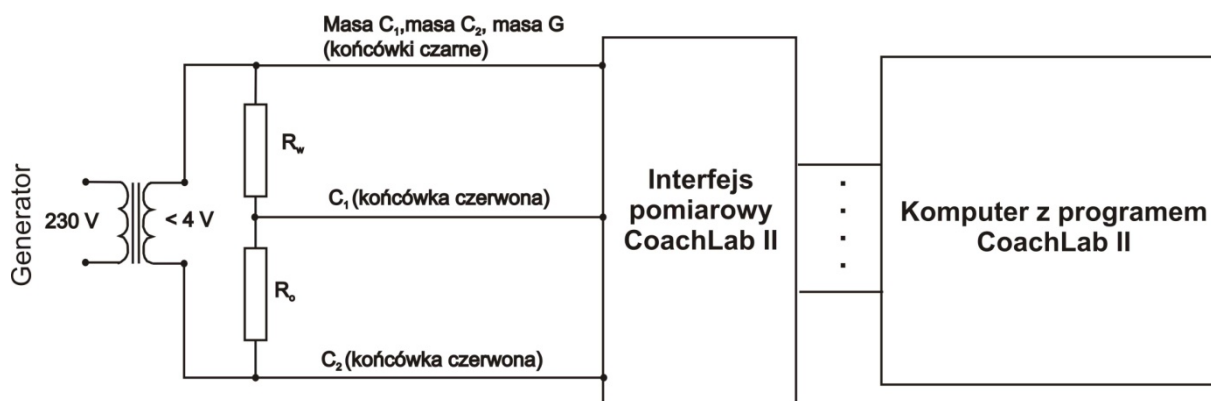 Masa C₁,masa C₂, masa G
(końcówki czarne)
Generator
230 V
< 4 V
R_w
C₁ (końcówka czerwona)
R_o
C₂ (końcówka czerwona)
Interfejs
pomiarowy
CoachLab II
Komputer z programem
CoachLab II